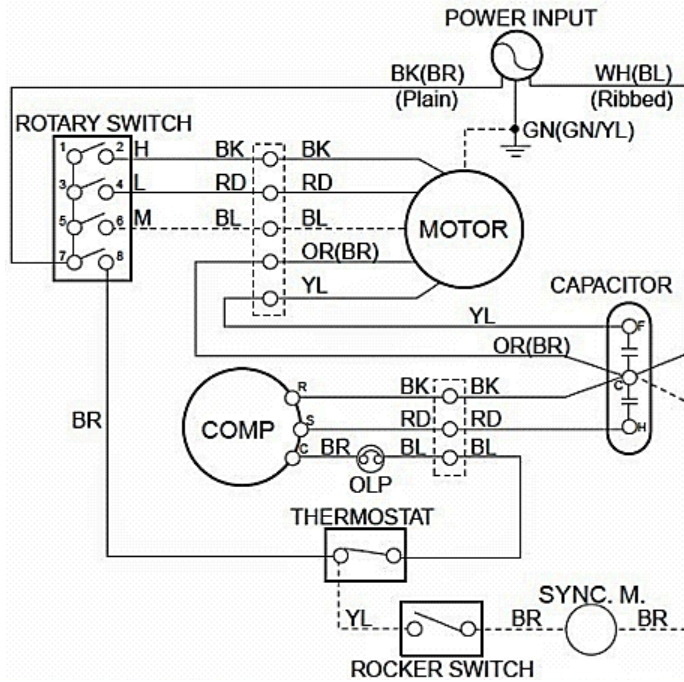 POWER INPUT
BK(BR) WH(BL)
(Plain) (Ribbed)
ROTARY SWITCH GN(GN/YL)
1 2 H BK BK
3 4 L RD RD
5 6 M BL BL MOTOR
7 8 OR(BR)
YL CAPACITOR
YL F
OR(BR)
C
R BK BK
BR COMP S RD RD H
C BR BL BL
OLP
THERMOSTAT
SYNC. M.
YL BR BR
ROCKER SWITCH